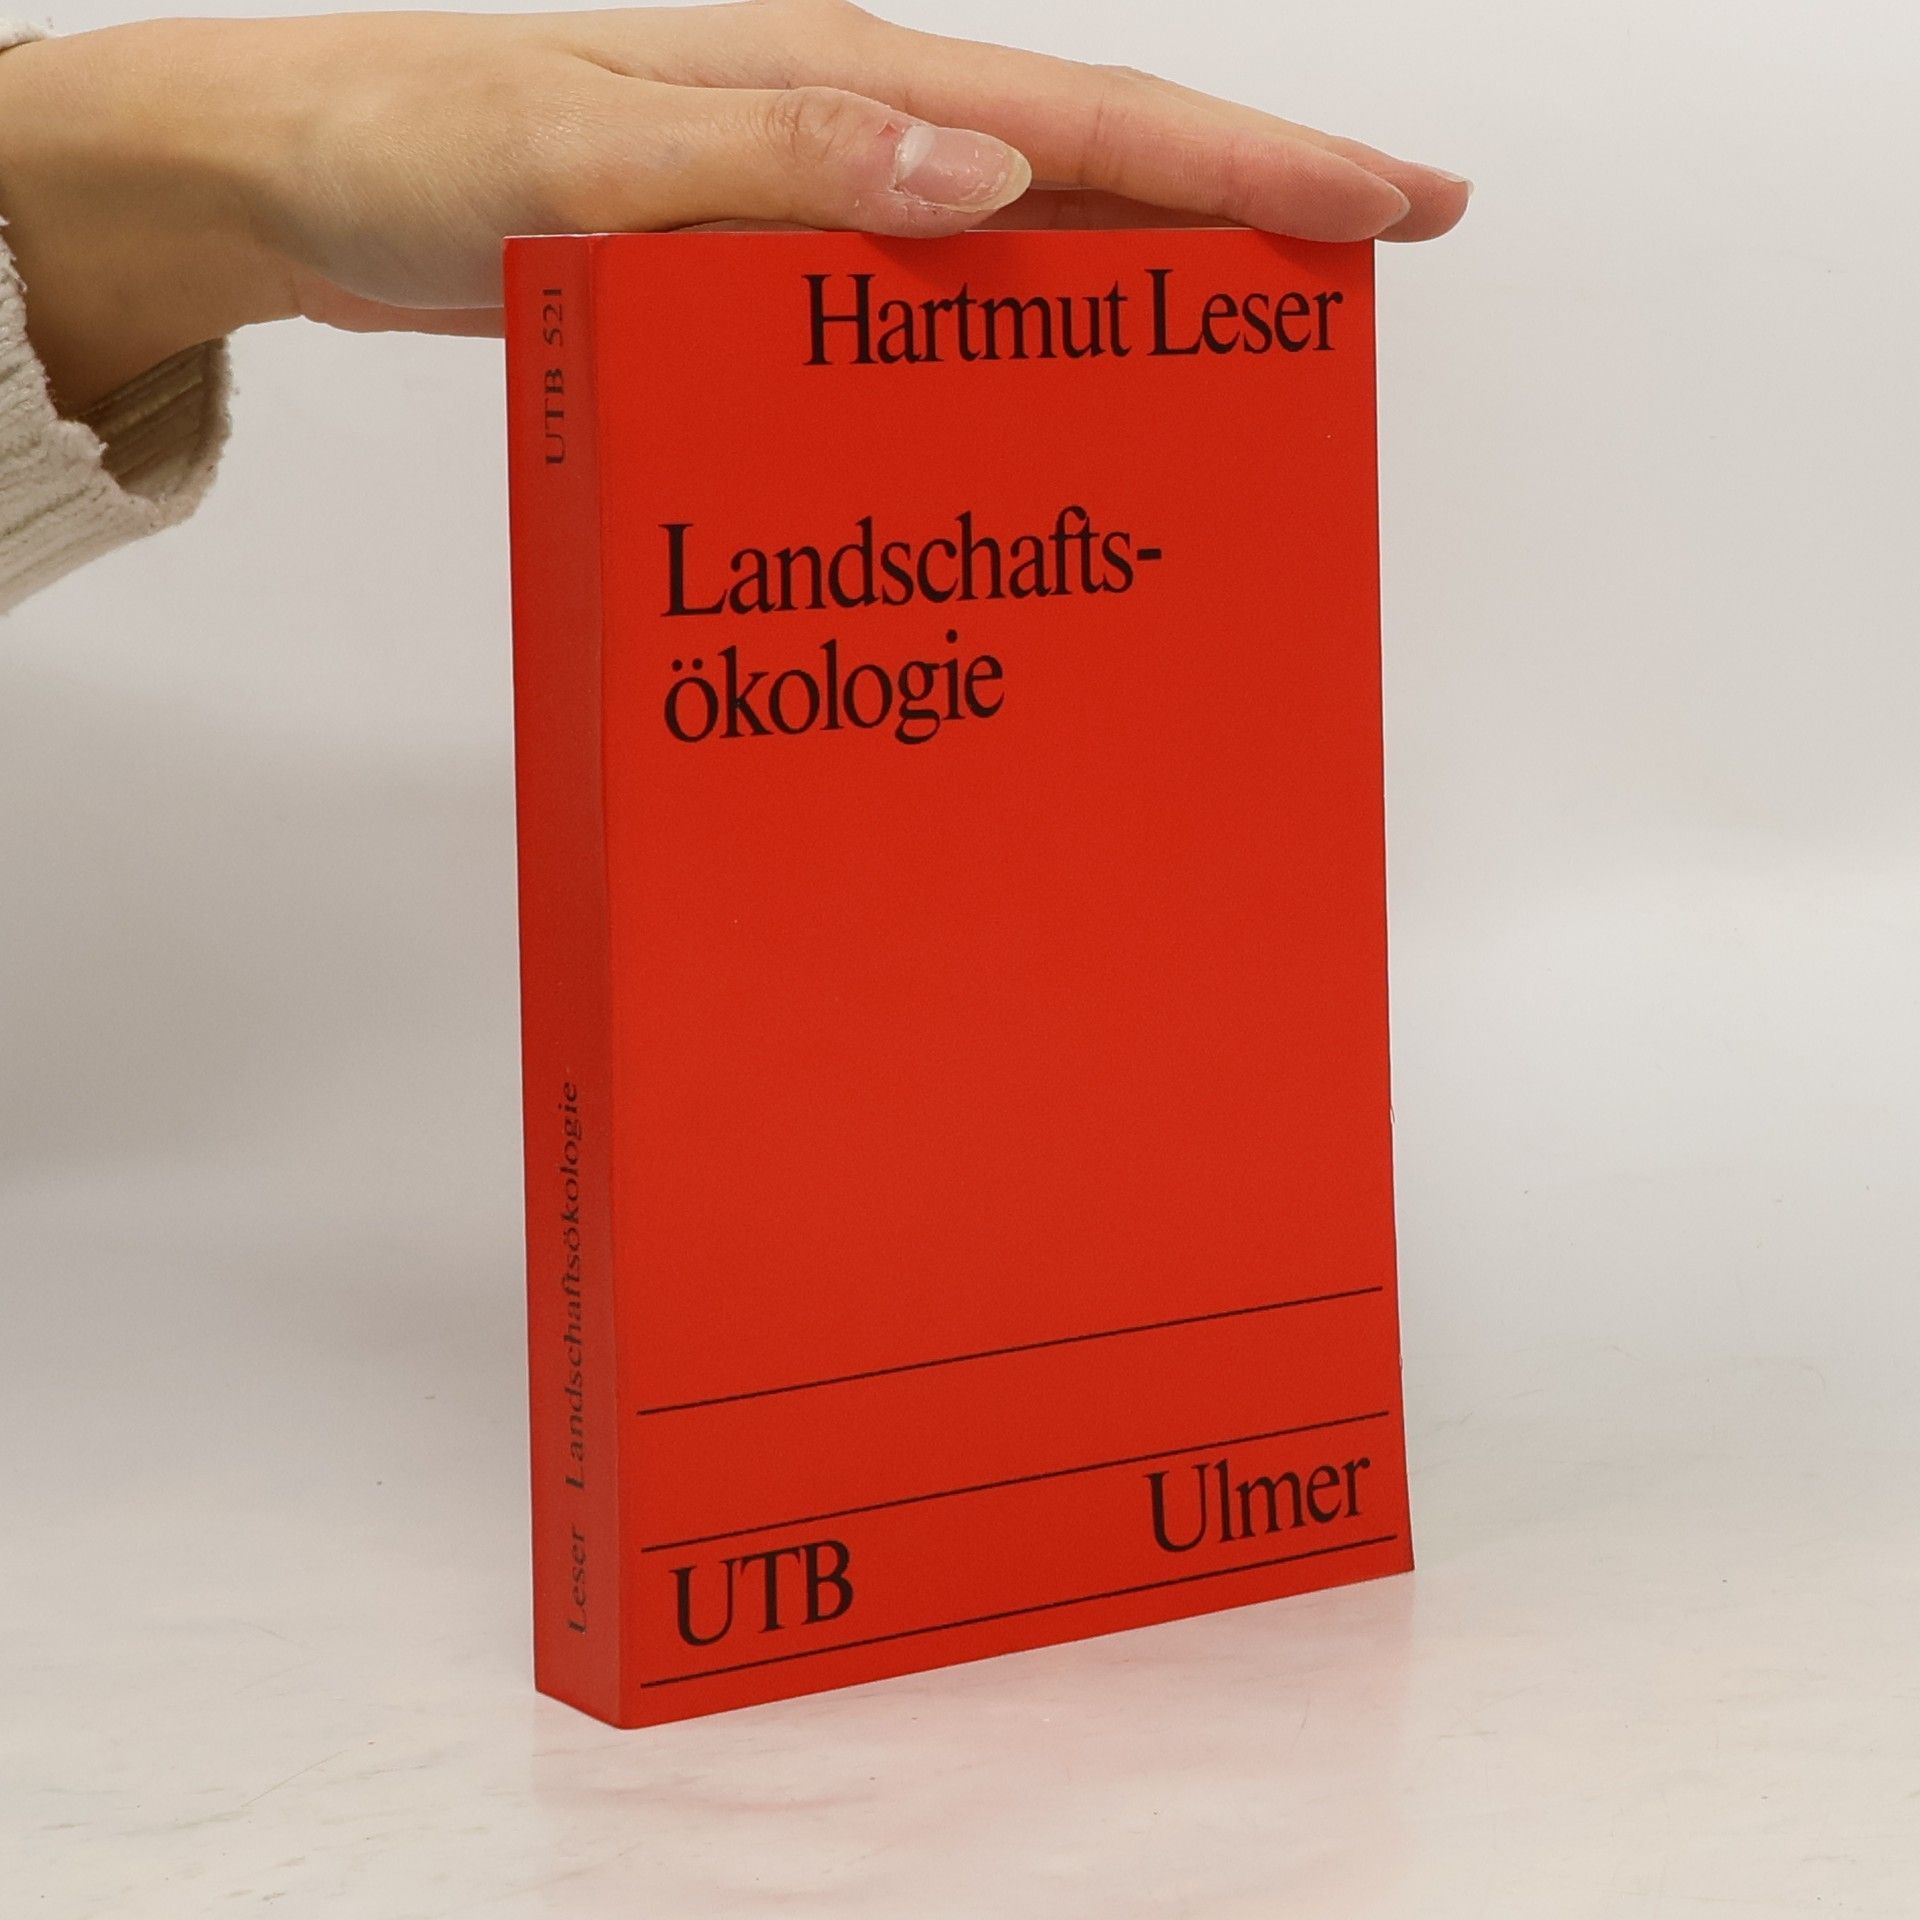 Hartmut Leser
Landschafts-
ökologie
UTB
Ulmer
UTB 521
Leser Landschaftsökologie